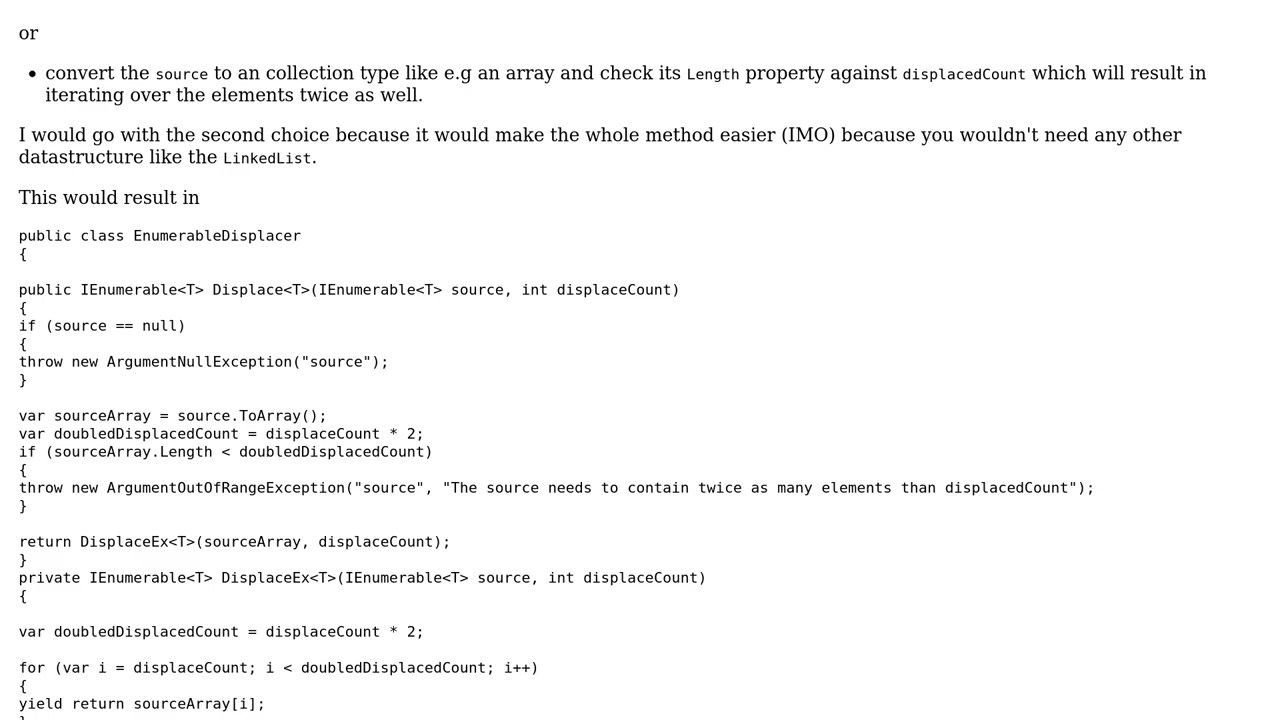 or
• convert the source to an collection type like e.g an array and check its Length property against displacedCount which will result in
iterating over the elements twice as well.
I would go with the second choice because it would make the whole method easier (IMO) because you wouldn't need any other
datastructure like the LinkedList.
This would result in
public class EnumerableDisplacer
{
public IEnumerable<T> Displace<T>(IEnumerable<T> source, int displaceCount)
{
if (source == null)
{
throw new ArgumentNullException("source");
}
var sourceArray = source.ToArray();
var doubledDisplacedCount = displaceCount * 2;
if (sourceArray.Length < doubledDisplacedCount)
{
throw new ArgumentOutOfRangeException("source", "The source needs to contain twice as many elements than displacedCount");
}
return DisplaceEx<T>(sourceArray, displaceCount);
}
private IEnumerable<T> DisplaceEx<T>(IEnumerable<T> source, int displaceCount)
{
var doubledDisplacedCount = displaceCount * 2;
for (var i = displaceCount; i < doubledDisplacedCount; i++)
{
yield return sourceArray[i];
}